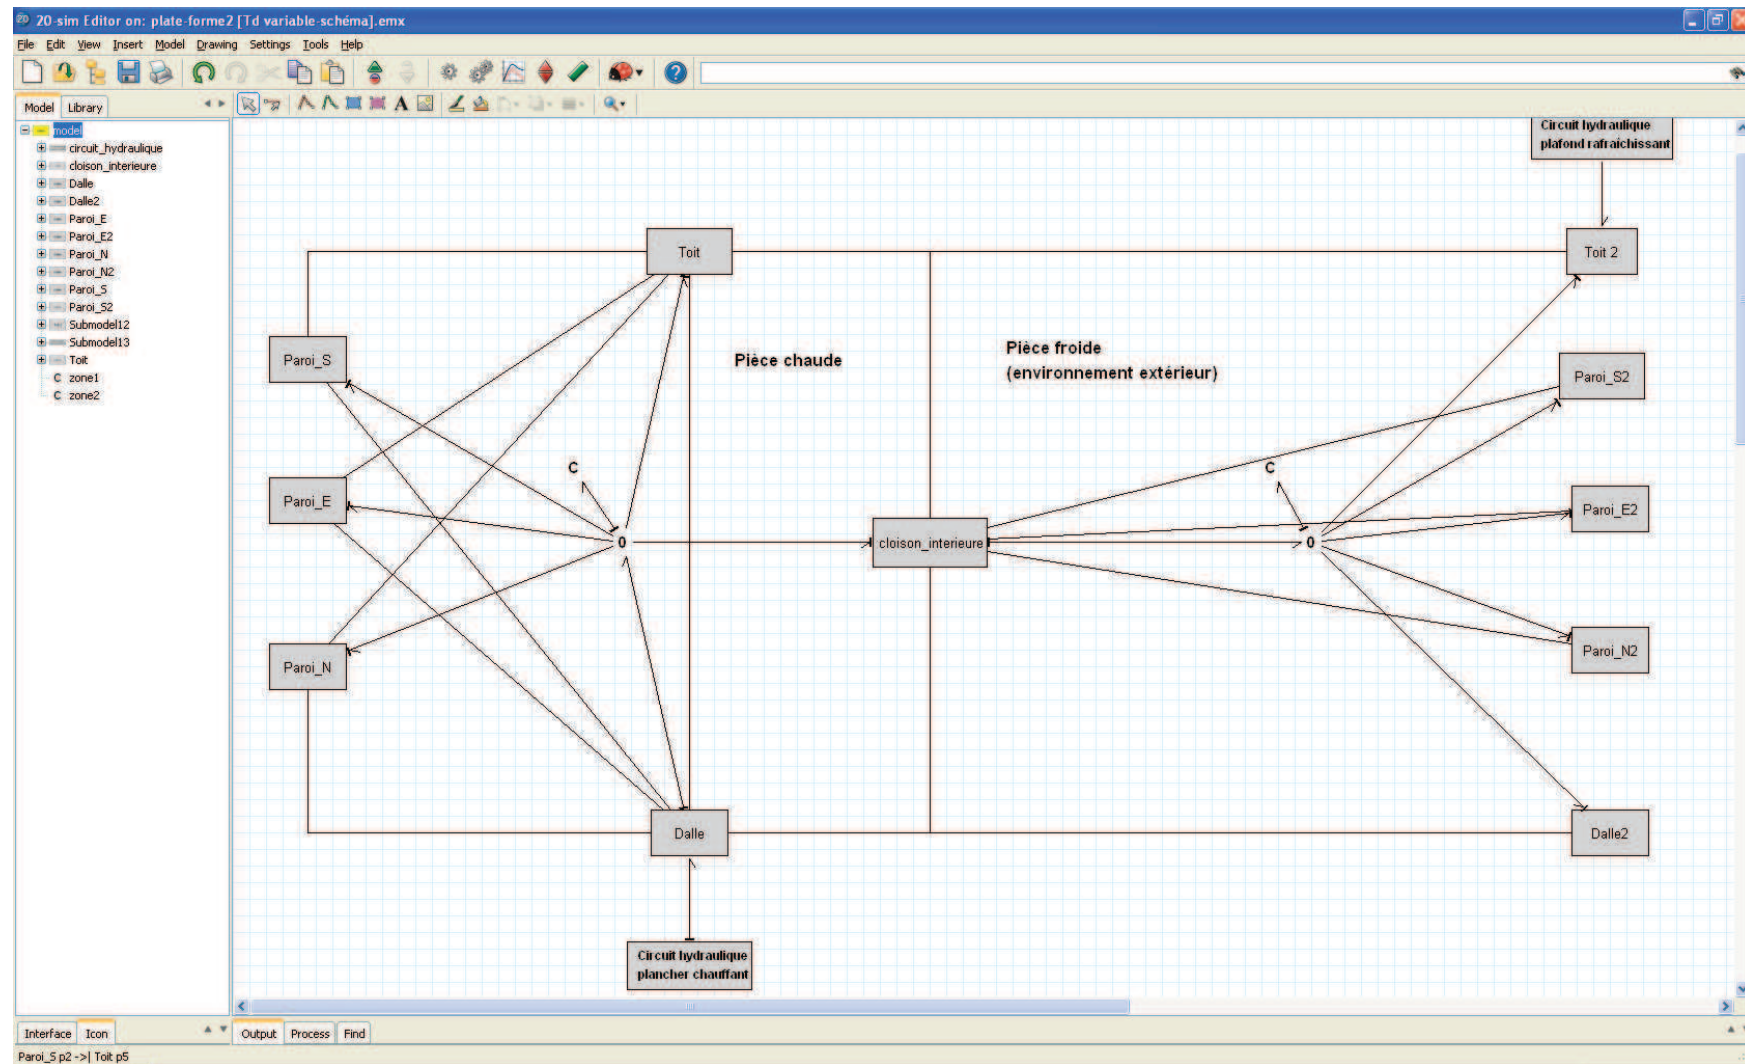 20-sim Editor on: plate-forme2 [Td variable-schéma].emx
File Edit View Insert Model Drawing Settings Tools Help
Model Library
model
circuit_hydraulique
cloison_interieure
Dalle
Dalle2
Paroi_E
Paroi_E2
Paroi_N
Paroi_N2
Paroi_S
Paroi_S2
Submodel12
Submodel13
Toit
C zone1
C zone2
Circuit hydraulique
plafond rafraichissant
Toit
Toit 2
Paroi_S
Pièce chaude
Pièce froide
(environnement extérieur)
Paroi_S2
C
C
Paroi_E
Paroi_E2
0
cloison_interieure
0
Paroi_N
Paroi_N2
Dalle
Dalle2
Circuit hydraulique
plancher chauffant
Interface Icon
Output Process Find
Paroi_S p2 ->| Toit p5